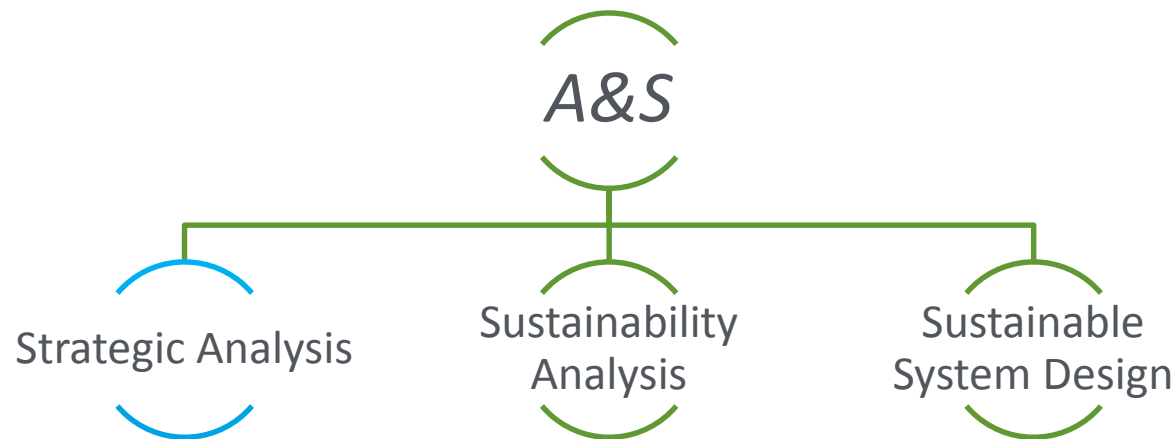 A&S
Strategic Analysis
Sustainability
Analysis
Sustainable
System Design